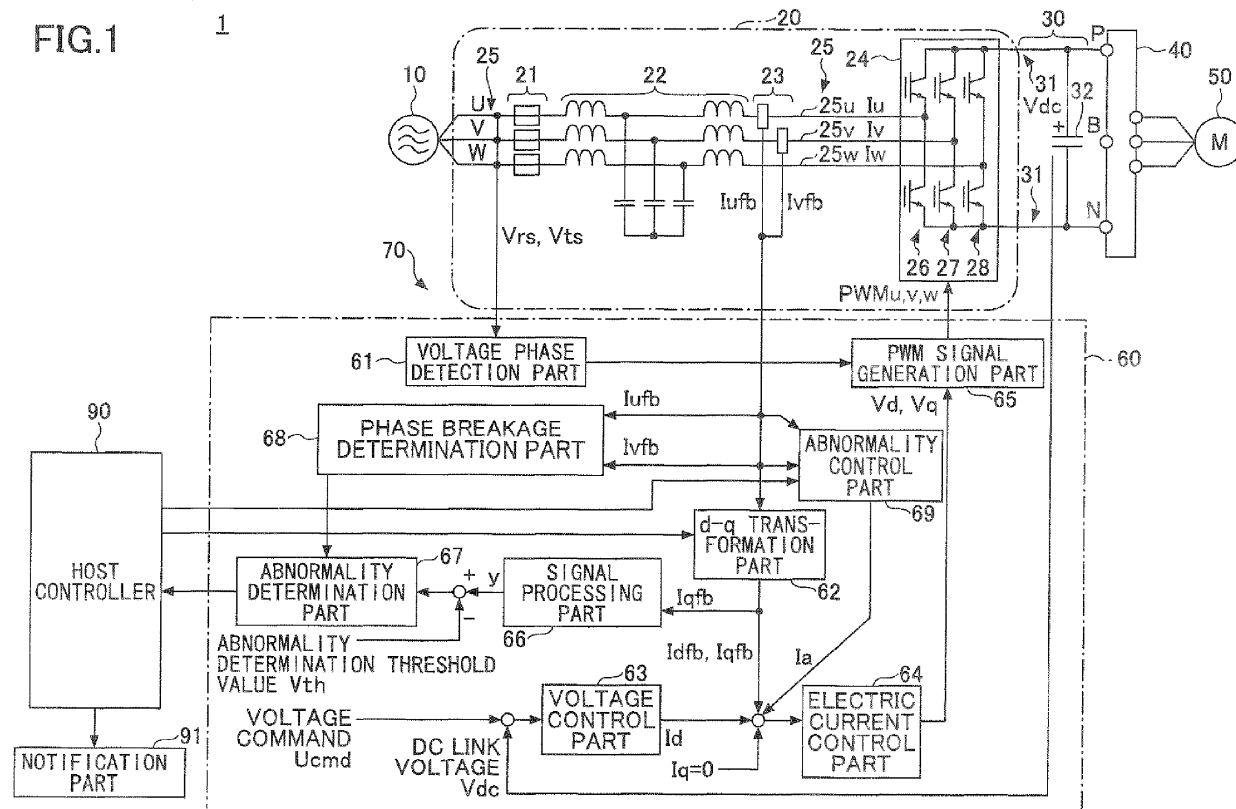 FIG.1
1
20
30
P
40
10
25
21
22
23
25
24
31
Vdc
32
50
U
V
W
25u Iu
25v Iv
25w Iw
+
B
M
Iufb
Ivfb
31
N
Vrs, Vts
26 27 28
70
PWMu,v,w
61
VOLTAGE PHASE
DETECTION PART
PWM SIGNAL
GENERATION PART
60
Vd, Vq
65
90
68
PHASE BREAKAGE
DETERMINATION PART
Iufb
Ivfb
ABNORMALITY
CONTROL
PART
69
HOST
CONTROLLER
d-q TRANS-
FORMATION
PART
62
67
ABNORMALITY
DETERMINATION
PART
+
−
y
SIGNAL
PROCESSING
PART
66
Iqfb
ABNORMALITY
DETERMINATION THRESHOLD
VALUE Vth
Idfb, Iqfb
Ia
63
VOLTAGE
CONTROL
PART
64
ELECTRIC
CURRENT
CONTROL
PART
VOLTAGE
COMMAND
Ucmd
Id
DC LINK
VOLTAGE
Vdc
Iq=0
91
NOTIFICATION
PART